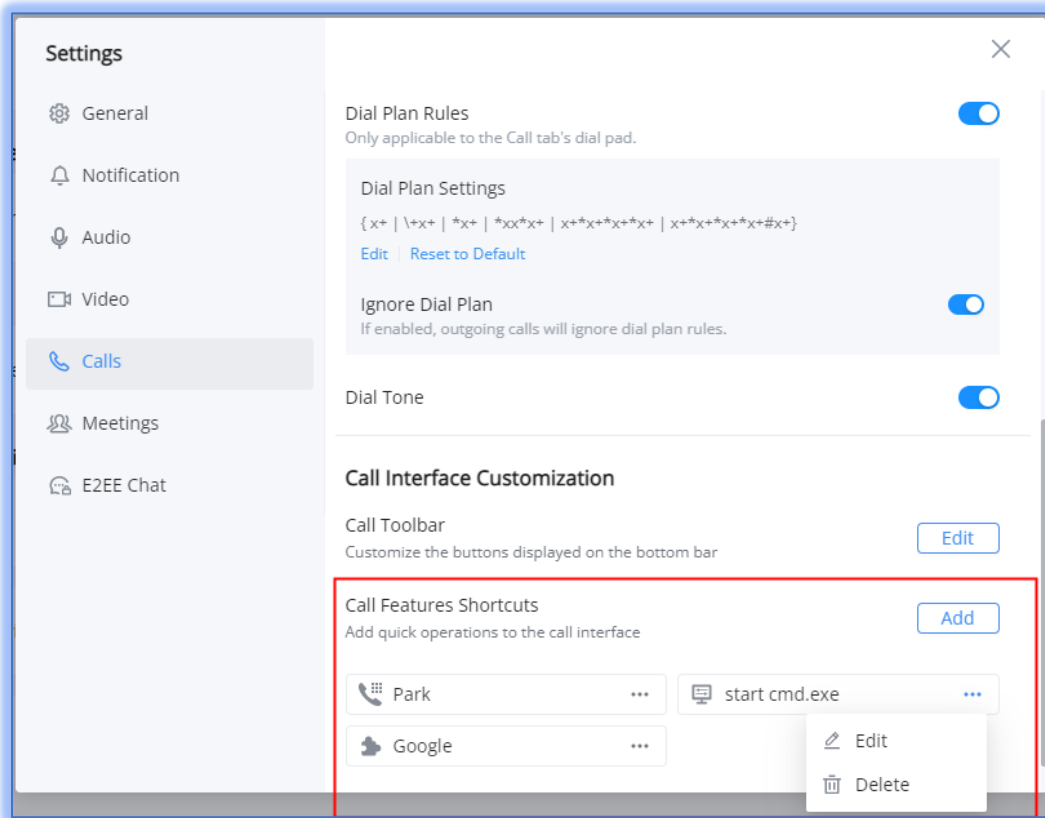 Settings
General
Notification
Audio
Video
Calls
Meetings
E2EE Chat
Dial Plan Rules
Only applicable to the Call tab's dial pad.
Dial Plan Settings
{ x+ | \+x+ | *x+ | *xx*x+ | x+*x+*x+*x+ | x+*x+*x+*x+#x+}
Edit | Reset to Default
Ignore Dial Plan
If enabled, outgoing calls will ignore dial plan rules.
Dial Tone
Call Interface Customization
Call Toolbar
Customize the buttons displayed on the bottom bar
Edit
Call Features Shortcuts
Add quick operations to the call interface
Add
Park
start cmd.exe
Google
Edit
Delete